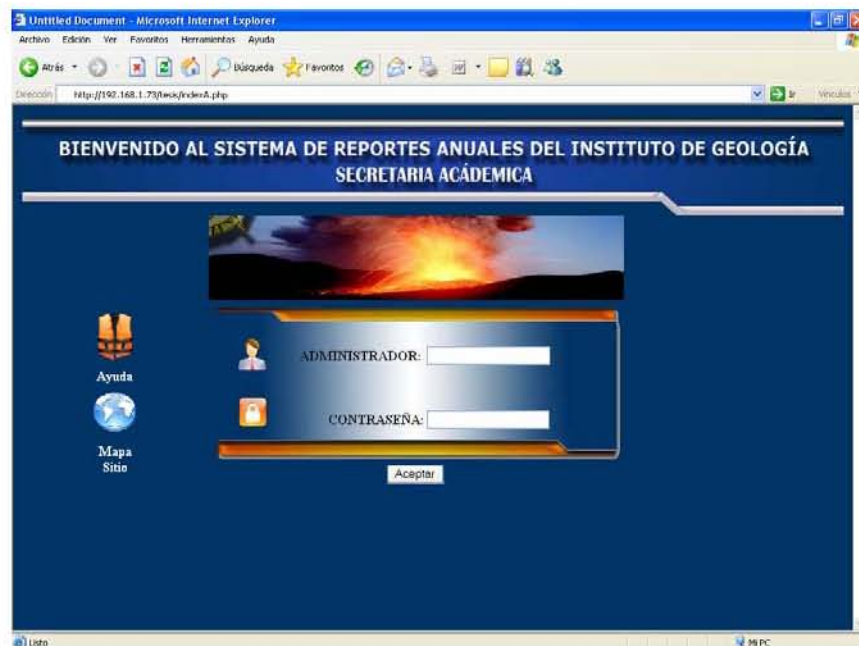 Untitled Document - Microsoft Internet Explorer
Archivo Edición Ver Favoritos Herramientas Ayuda
Atrás Búsqueda Favoritos
Dirección http://192.168.1.73/tesis/indexA.php Ir Vínculos
BIENVENIDO AL SISTEMA DE REPORTES ANUALES DEL INSTITUTO DE GEOLOGÍA
SECRETARIA ACÁDEMICA
ADMINISTRADOR:
Ayuda
CONTRASEÑA:
Mapa
Sitio
Aceptar
Listo Mi PC